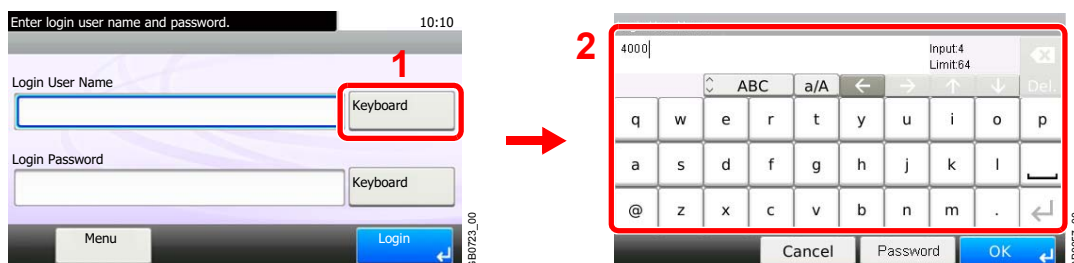 Enter login user name and password.
10:10
1
Login User Name
Keyboard
Login Password
Keyboard
Menu
Login
2
4000
Input:4
Limit:64
ABC
a/A
Del.
q w e r t y u i o p
a s d f g h j k l
@ z x c v b n m .
Cancel
Password
OK